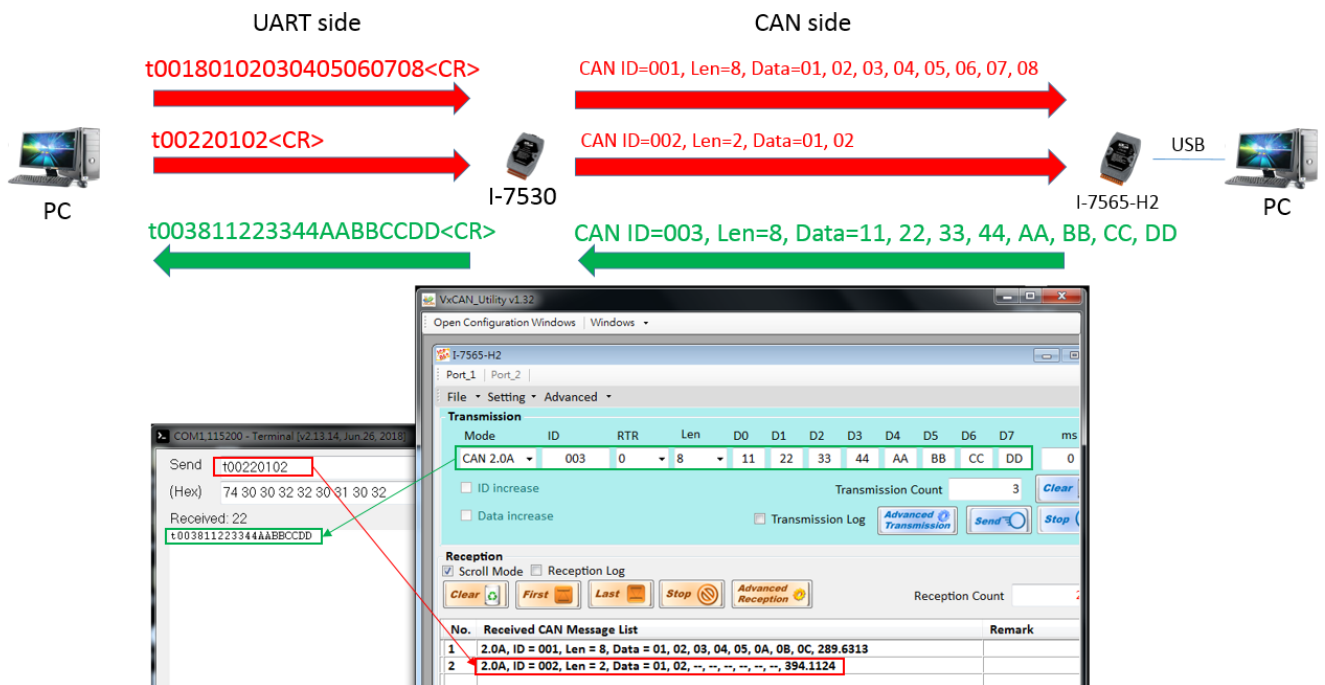 UART side
CAN side
t00180102030405060708<CR>
CAN ID=001, Len=8, Data=01, 02, 03, 04, 05, 06, 07, 08
t00220102<CR>
CAN ID=002, Len=2, Data=01, 02
USB
PC
I-7530
I-7565-H2
PC
t003811223344AABBCCDD<CR>
CAN ID=003, Len=8, Data=11, 22, 33, 44, AA, BB, CC, DD
VxCAN_Utility v1.32
Open Configuration Windows Windows
I-7565-H2
Port_1 Port_2
File Setting Advanced
Transmission
Mode ID RTR Len D0 D1 D2 D3 D4 D5 D6 D7 ms
CAN 2.0A 003 0 8 11 22 33 44 AA BB CC DD 0
ID increase
Transmission Count 3 Clear
Data increase
Transmission Log Advanced Transmission Send Stop
Reception
Scroll Mode Reception Log
Clear First Last Stop Advanced Reception Reception Count 2
No. Received CAN Message List Remark
1 2.0A, ID = 001, Len = 8, Data = 01, 02, 03, 04, 05, 0A, 0B, 0C, 289.6313
2 2.0A, ID = 002, Len = 2, Data = 01, 02, --, --, --, --, --, --, 394.1124
COM1,115200 - Terminal [v2.13.14, Jun.26, 2018]
Send t00220102
(Hex) 74 30 30 32 32 30 31 30 32
Received: 22
t003811223344AABBCCDD